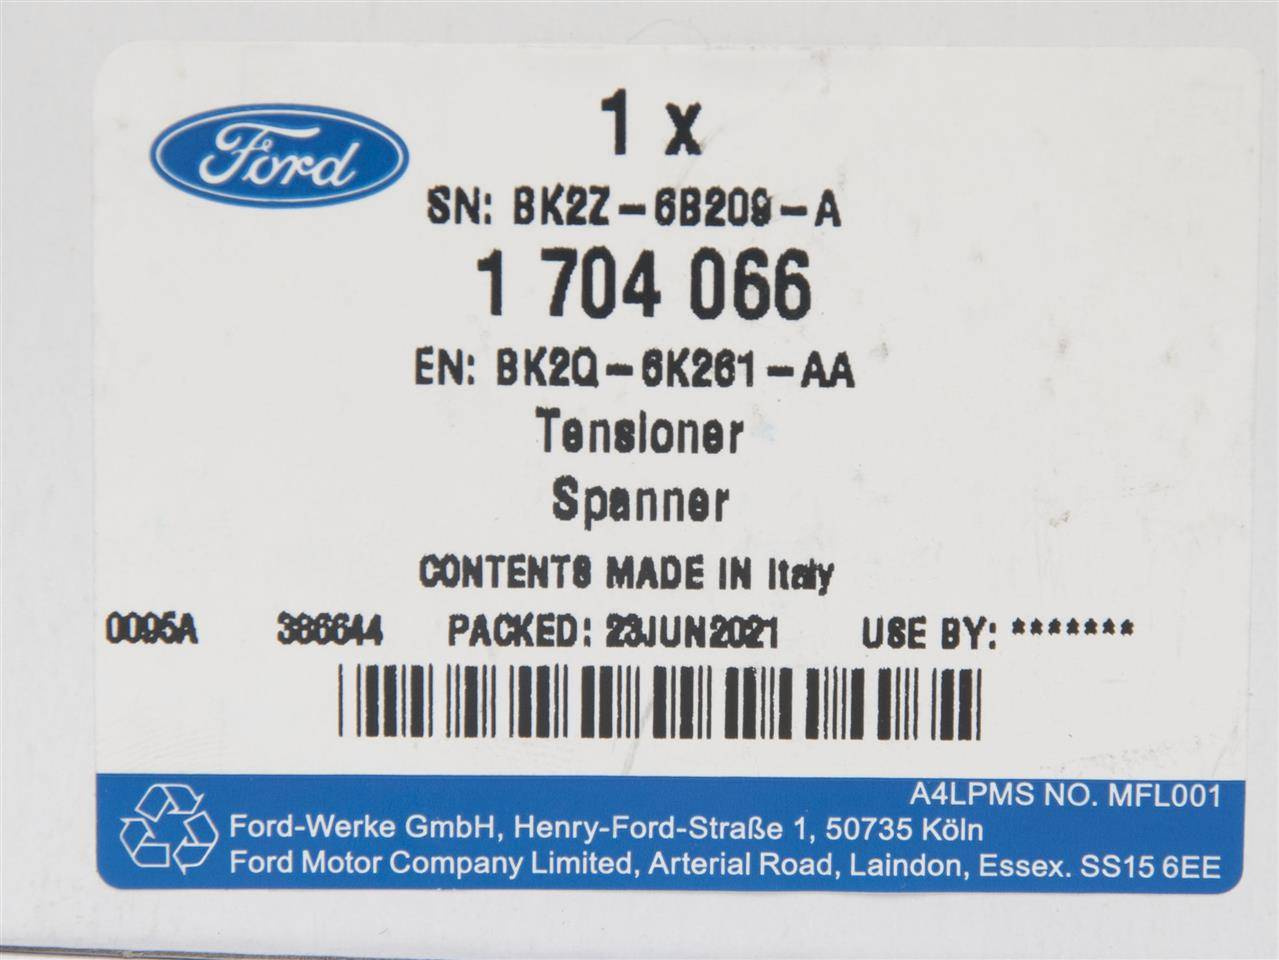 Ford
1 x
SN: BK2Z-6B209-A
1 704 066
EN: BK2Q-6K261-AA
Tensioner
Spanner
CONTENTS MADE IN Italy
0095A 386644 PACKED: 23JUN2021 USE BY: *******
A4LPMS NO. MFL001
Ford-Werke GmbH, Henry-Ford-Straße 1, 50735 Köln
Ford Motor Company Limited, Arterial Road, Laindon, Essex. SS15 6EE